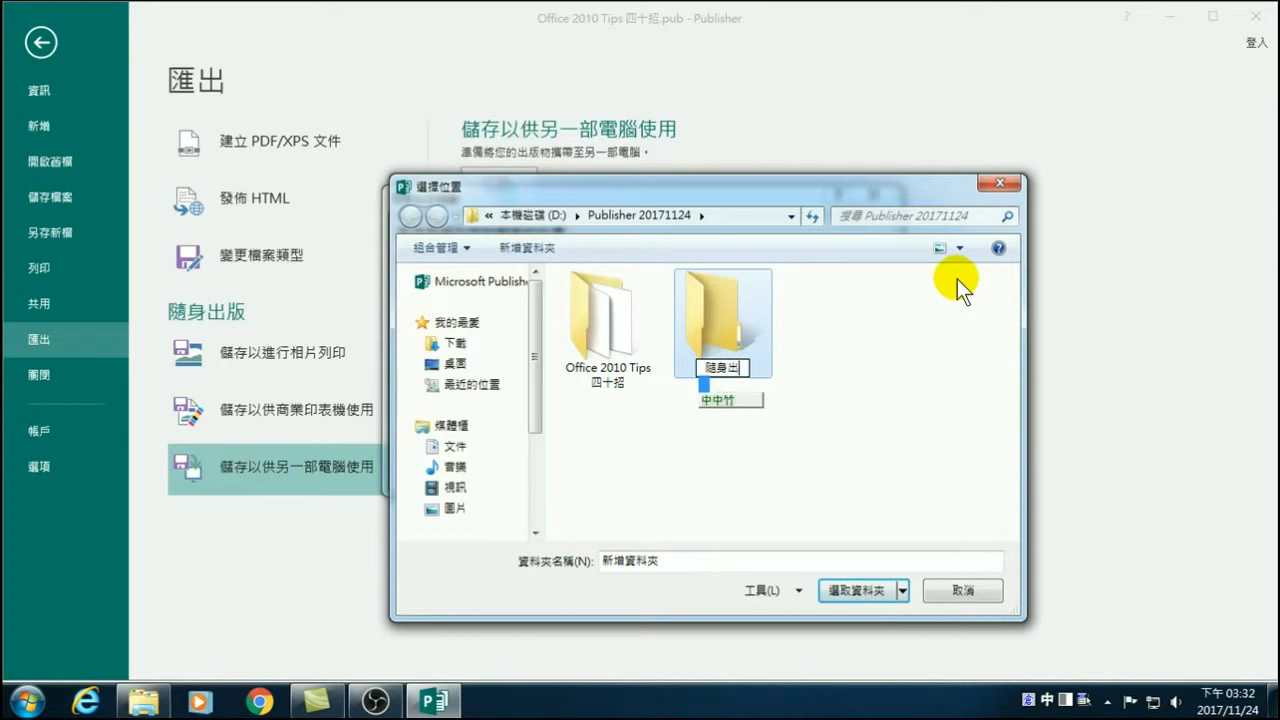 Office 2010 Tips 四十招.pub - Publisher
登入
資訊
新增
開啟舊檔
儲存檔案
另存新檔
列印
共用
匯出
關閉
帳戶
選項
匯出
建立 PDF/XPS 文件
發佈 HTML
變更檔案類型
隨身出版
儲存以進行相片列印
儲存以供商業印表機使用
儲存以供另一部電腦使用
儲存以供另一部電腦使用
準備將您的出版物攜帶至另一部電腦。
選擇位置
« 本機磁碟 (D:) ▸ Publisher 20171124 ▸
搜尋 Publisher 20171124
組合管理 ▼
新增資料夾
Microsoft Publish
我的最愛
下載
桌面
最近的位置
媒體櫃
文件
音樂
視訊
圖片
Office 2010 Tips
四十招
隨身出
中中竹
資料夾名稱(N):
新增資料夾
工具(L)
選取資料夾
取消
中
下午 03:32
2017/11/24